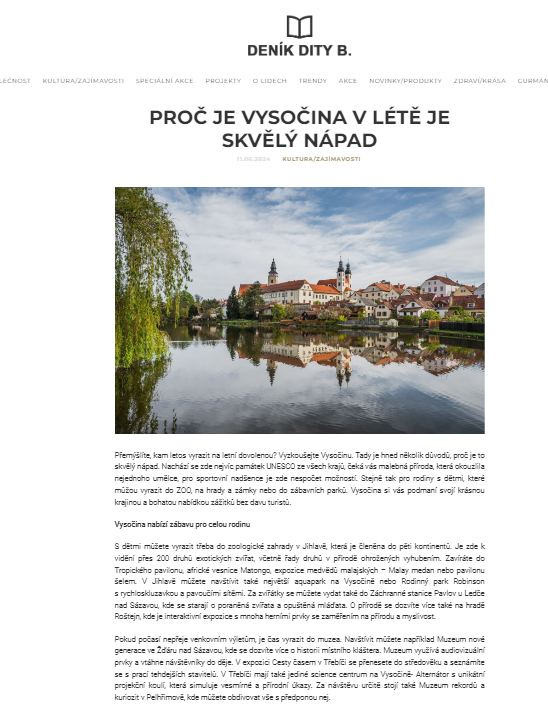 DENÍK DITY B.
LEČNOST KULTURA/ZAJÍMAVOSTI SPECIÁLNÍ AKCE PROJEKTY O LIDECH TRENDY AKCE NOVINKY/PRODUKTY ZDRAVÍ/KRÁSA GURMÁN
PROČ JE VYSOČINA V LÉTĚ JE
SKVĚLÝ NÁPAD
11.06.2024 KULTURA/ZAJÍMAVOSTI
Přemýšlíte, kam letos vyrazit na letní dovolenou? Vyzkoušejte Vysočinu. Tady je hned několik důvodů, proč je to
skvělý nápad. Nachází se zde nejvíc památek UNESCO ze všech krajů, čeká vás malebná příroda, která okouzlila
nejednoho umělce, pro sportovní nadšence je zde nespočet možností. Stejně tak pro rodiny s dětmi, které
můžou vyrazit do ZOO, na hrady a zámky nebo do zábavních parků. Vysočina si vás podmaní svojí krásnou
krajinou a bohatou nabídkou zážitků bez davu turistů.
Vysočina nabízí zábavu pro celou rodinu
S dětmi můžete vyrazit třeba do zoologické zahrady v Jihlavě, která je členěna do pěti kontinentů. Je zde k
vidění přes 200 druhů exotických zvířat, včetně řady druhů v přírodě ohrožených vyhubením. Zavíráte do
Tropického pavilonu, africké vesnice Matongo, expozice medvědů malajských – Malay medan nebo pavilonu
šelem. V Jihlavě můžete navštívit také největší aquapark na Vysočině nebo Rodinný park Robinson
s rychloskluzavkou a pavoučími sítěmi. Za zvířátky se můžete vydat také do Záchranné stanice Pavlov u Ledče
nad Sázavou, kde se starají o poraněná zvířata a opuštěná mláďata. O přírodě se dozvíte více také na hradě
Roštejn, kde je interaktivní expozice s mnoha herními prvky se zaměřením na přírodu a myslivost.
Pokud počasí nepřeje venkovním výletům, je čas vyrazit do muzea. Navštívit můžete například Muzeum nové
generace ve Žďáru nad Sázavou, kde se dozvíte více o historii místního kláštera. Muzeum využívá audiovizuální
prvky a vtáhne návštěvníky do děje. V expozici Cesty časem v Třebíči se přenesete do středověku a seznámíte
se s prací tehdejších stavitelů. V Třebíči mají také jediné science centrum na Vysočině- Alternátor s unikátní
projekční koulí, která simuluje vesmírné a přírodní úkazy. Za návštěvu určitě stojí také Muzeum rekordů a
kuriozit v Pelhřimově, kde můžete obdivovat vše s předponou nej.